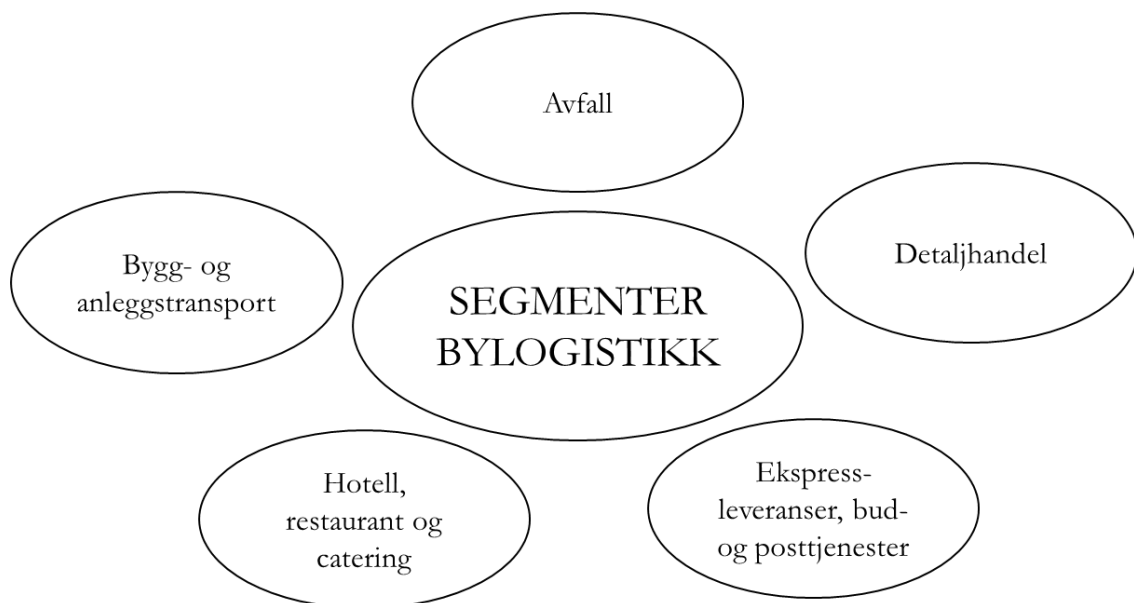 Avfall
Detaljhandel
Bygg- og
anleggstransport
SEGMENTER
BYLOGISTIKK
Hotell,
restaurant og
catering
Ekspress-
leveranser, bud-
og posttjenester